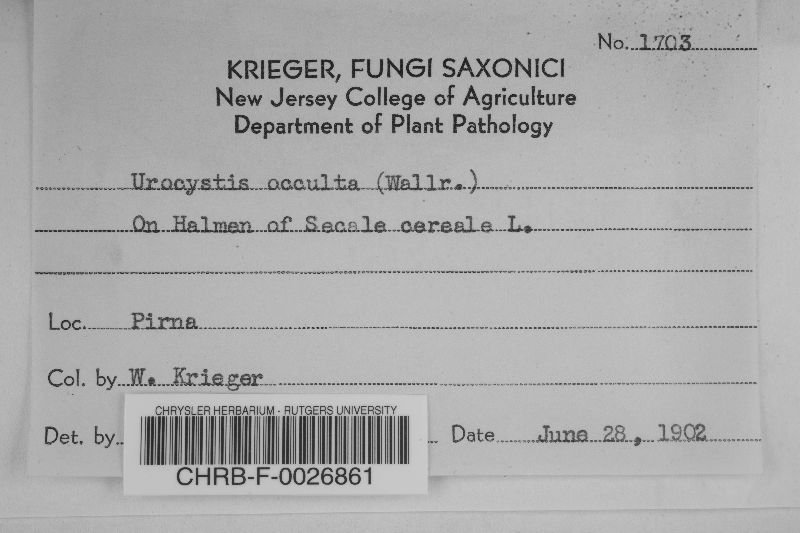 No. 1703
KRIEGER, FUNGI SAXONICI
New Jersey College of Agriculture
Department of Plant Pathology
Urocystis occulta (Wallr.)
On Halmen of Secale cereale L.
Loc. Pirna
Col. by W. Krieger
Det. by
Date June 28, 1902
CHRYSLER HERBARIUM - RUTGERS UNIVERSITY
CHRB-F-0026861